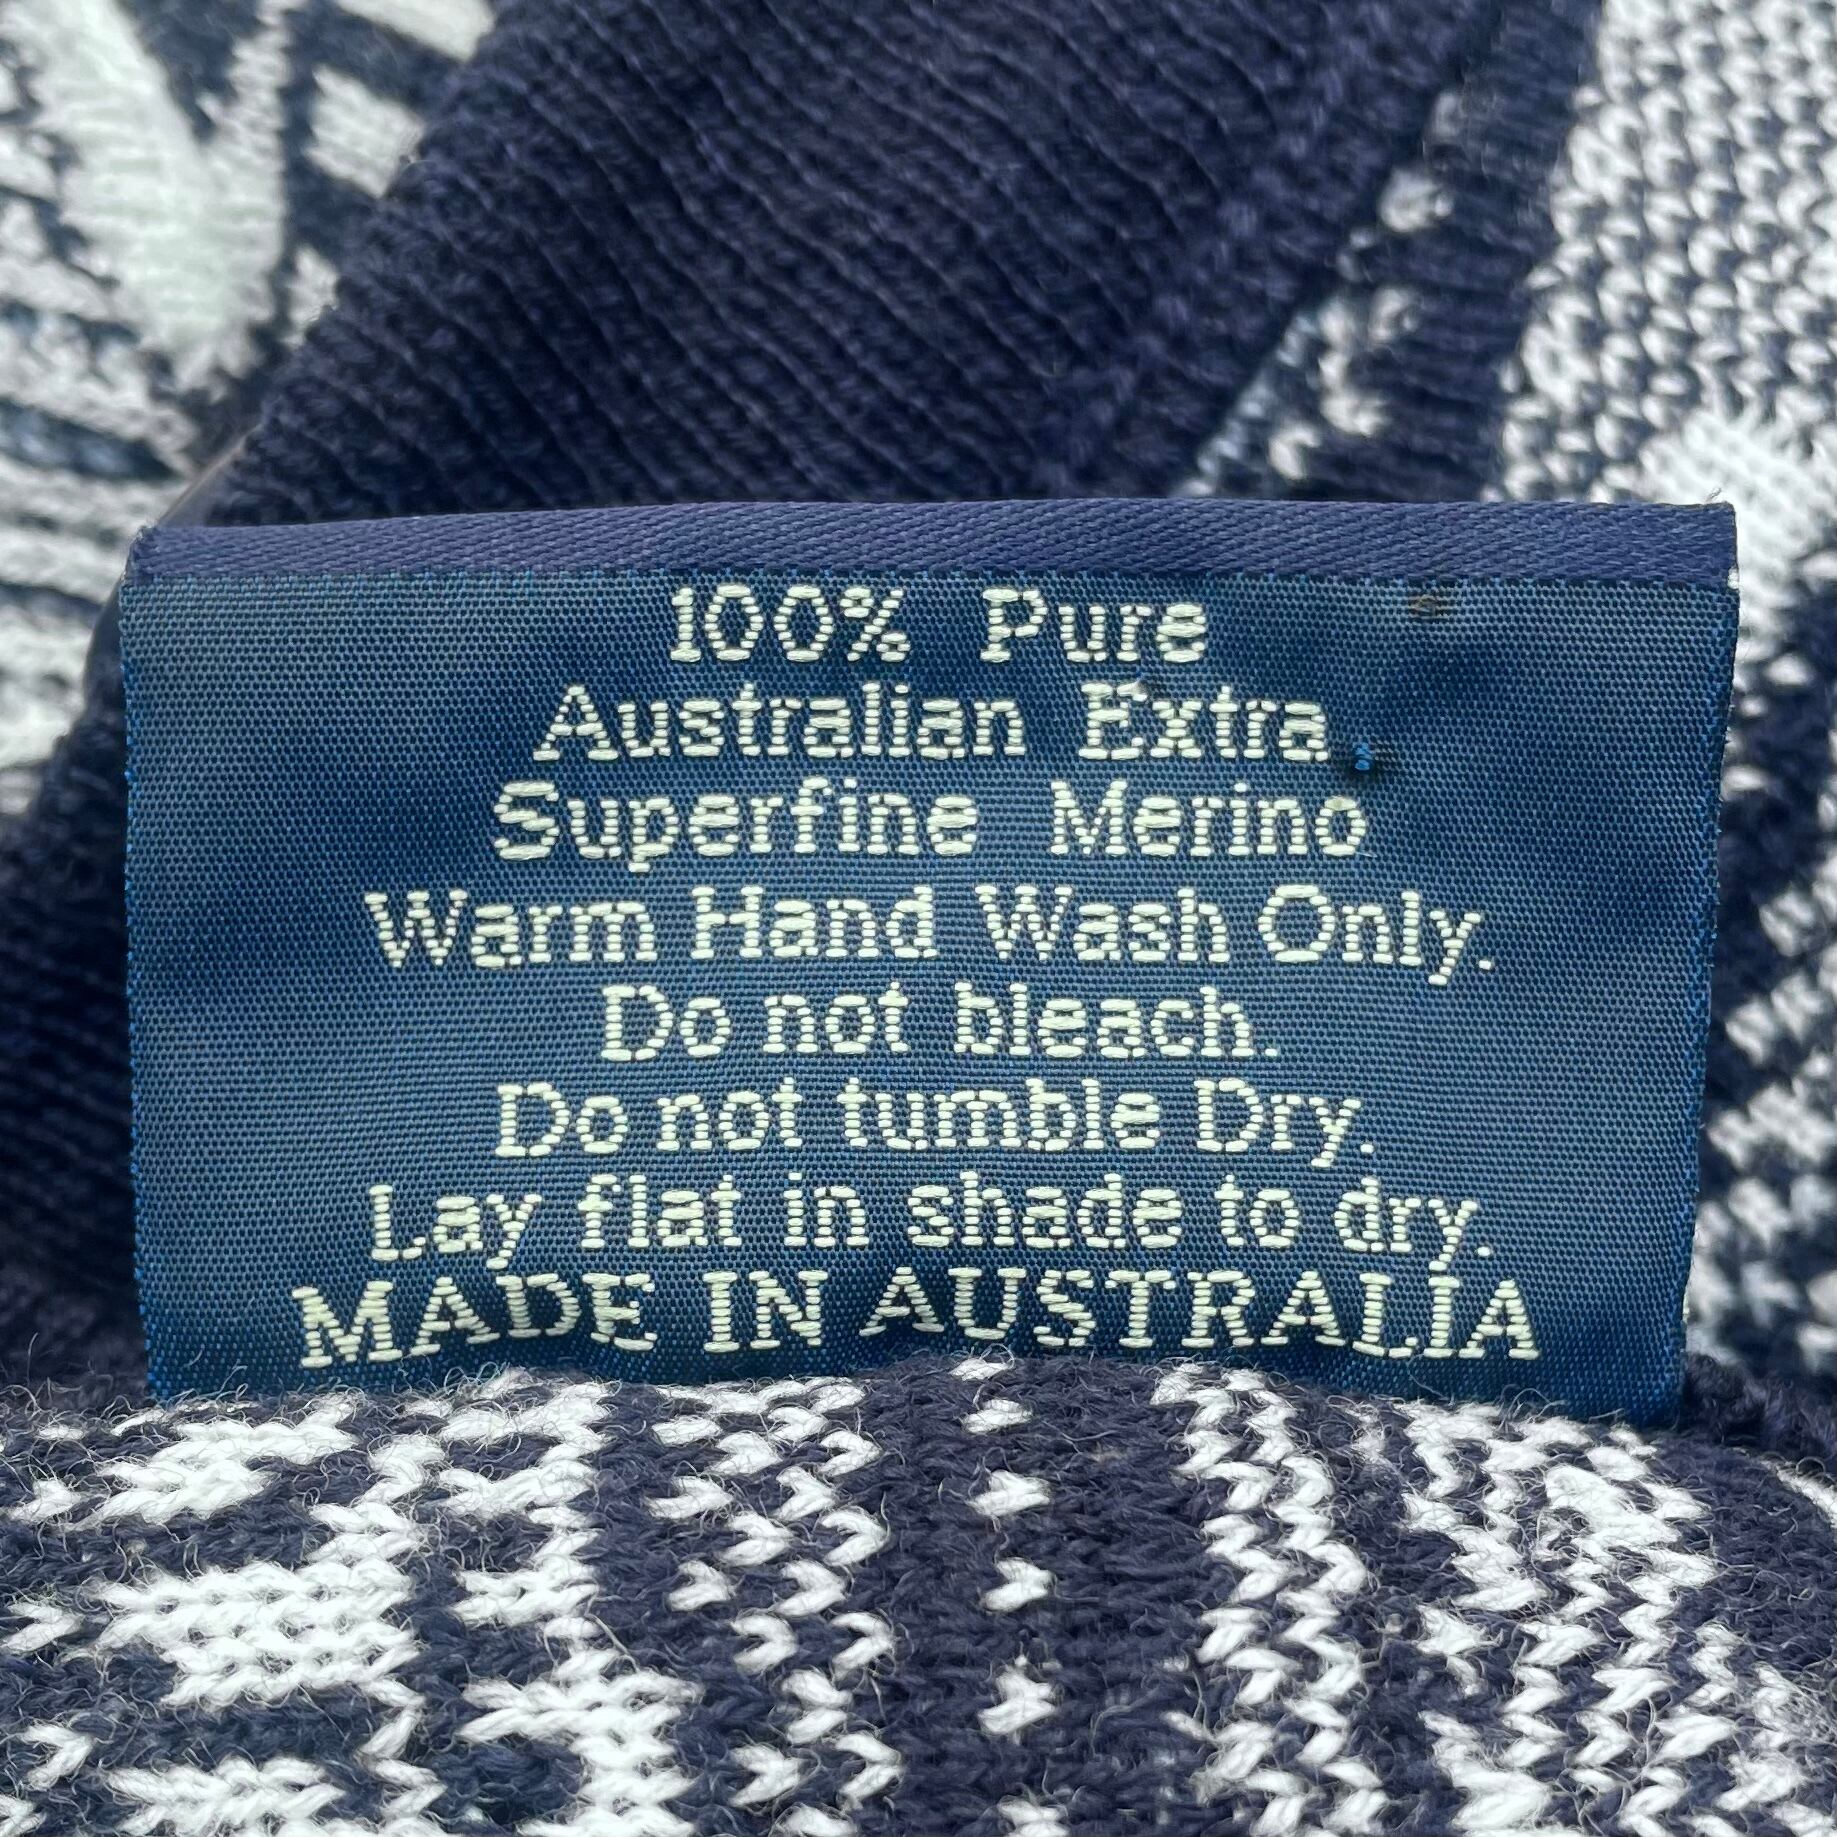 100% Pure
Australian Extra
Superfine Merino
Warm Hand Wash Only.
Do not bleach.
Do not tumble Dry.
Lay flat in shade to dry.
MADE IN AUSTRALIA